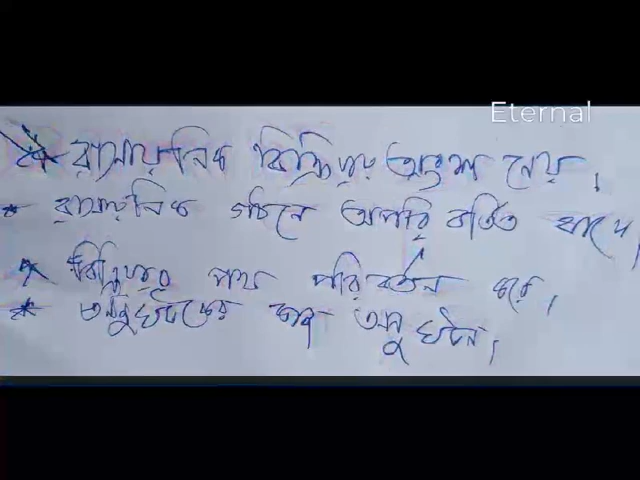 Eternal
* রাসায়নিক বিক্রিয়ায় অংশ নেয়।
* রাসায়নিক গঠনে অপরিবর্তিত থাকে।
* বিক্রিয়ার পথ পরিবর্তন করে।
* অনুঘটকের কাজ অনুঘটন।